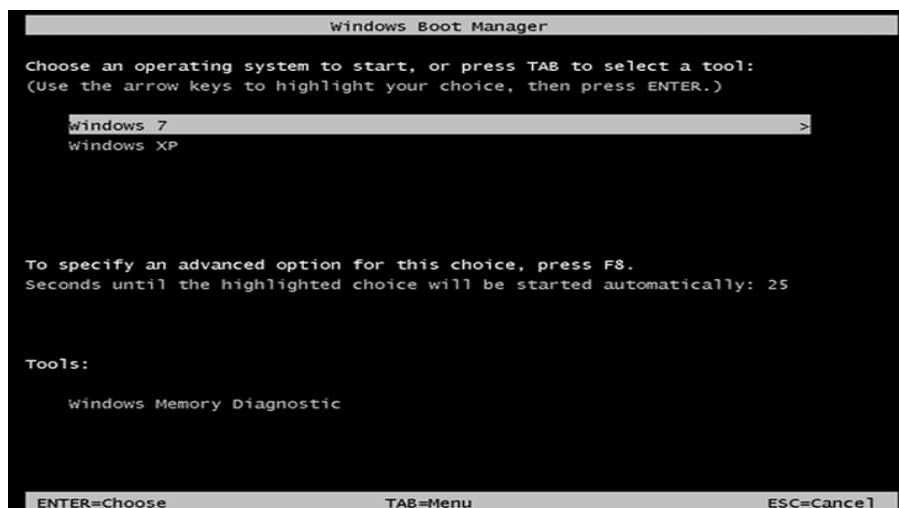 Windows Boot Manager
Choose an operating system to start, or press TAB to select a tool:
(Use the arrow keys to highlight your choice, then press ENTER.)
Windows 7 >
Windows XP
To specify an advanced option for this choice, press F8.
Seconds until the highlighted choice will be started automatically: 25
Tools:
Windows Memory Diagnostic
ENTER=Choose TAB=Menu ESC=Cancel